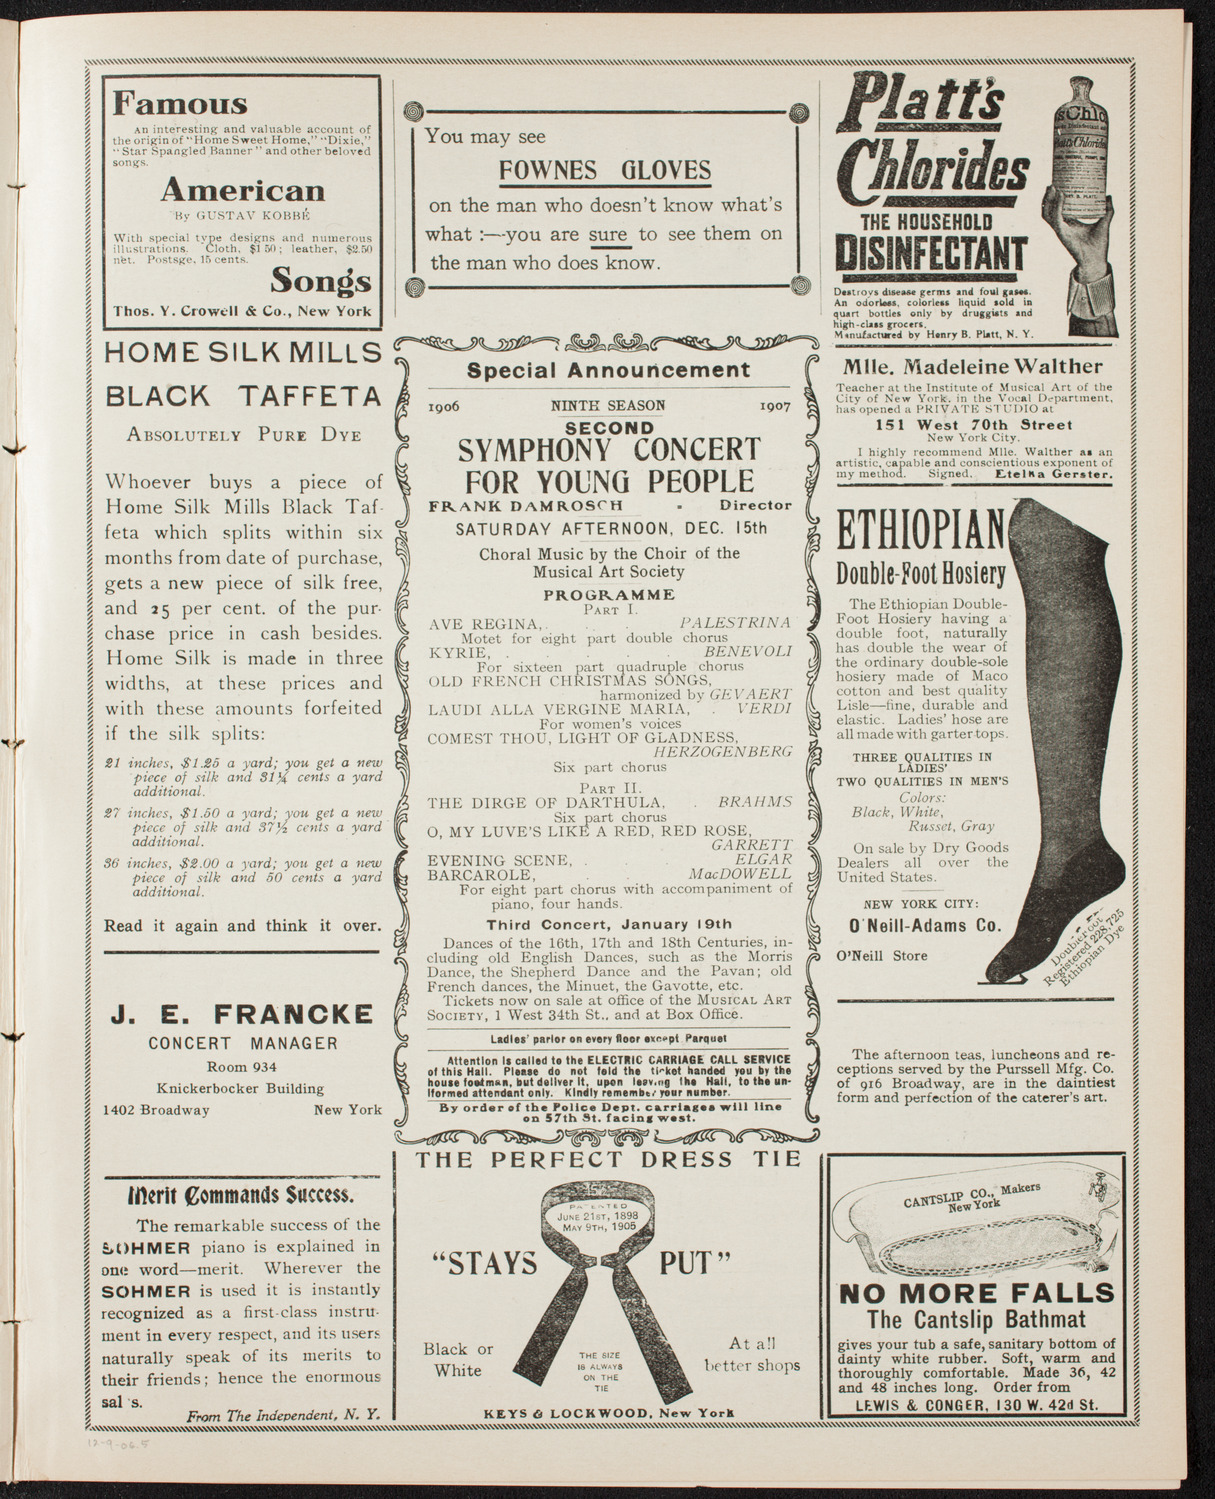 Famous
An interesting and valuable account of
the origin of "Home Sweet Home," "Dixie,"
"Star Spangled Banner" and other beloved
songs.
American
By GUSTAV KOBBÉ
With special type designs and numerous
illustrations. Cloth, $1 50; leather, $2.50
net. Postsge, 15 cents.
Songs
Thos. Y. Crowell & Co., New York
HOME SILK MILLS
BLACK TAFFETA
ABSOLUTELY PURE DYE
Whoever buys a piece of
Home Silk Mills Black Taf-
feta which splits within six
months from date of purchase,
gets a new piece of silk free,
and 25 per cent. of the pur-
chase price in cash besides.
Home Silk is made in three
widths, at these prices and
with these amounts forfeited
if the silk splits:
21 inches, $1.25 a yard; you get a new
piece of silk and 31¼ cents a yard
additional.
27 inches, $1.50 a yard; you get a new
piece of silk and 37½ cents a yard
additional.
36 inches, $2.00 a yard; you get a new
piece of silk and 50 cents a yard
additional.
Read it again and think it over.
J. E. FRANCKE
CONCERT MANAGER
Room 934
Knickerbocker Building
1402 Broadway New York
Merit Commands Success.
The remarkable success of the
SOHMER piano is explained in
one word—merit. Wherever the
SOHMER is used it is instantly
recognized as a first-class instru-
ment in every respect, and its users
naturally speak of its merits to
their friends; hence the enormous
sal s.
From The Independent, N. Y.
You may see
FOWNES GLOVES
on the man who doesn't know what's
what :—you are sure to see them on
the man who does know.
Special Announcement
1906 NINTH SEASON 1907
SECOND
SYMPHONY CONCERT
FOR YOUNG PEOPLE
FRANK DAMROSCH - Director
SATURDAY AFTERNOON, DEC. 15th
Choral Music by the Choir of the
Musical Art Society
PROGRAMME
PART I.
AVE REGINA, . . . PALESTRINA
Motet for eight part double chorus
KYRIE, . . . . . BENEVOLI
For sixteen part quadruple chorus
OLD FRENCH CHRISTMAS SONGS,
harmonized by GEVAERT
LAUDI ALLA VERGINE MARIA, . VERDI
For women's voices
COMEST THOU, LIGHT OF GLADNESS,
HERZOGENBERG
Six part chorus
PART II.
THE DIRGE OF DARTHULA, . BRAHMS
Six part chorus
O, MY LUVE'S LIKE A RED, RED ROSE,
GARRETT
EVENING SCENE, . . . ELGAR
BARCAROLE, . . MacDOWELL
For eight part chorus with accompaniment of
piano, four hands.
Third Concert, January 19th
Dances of the 16th, 17th and 18th Centuries, in-
cluding old English Dances, such as the Morris
Dance, the Shepherd Dance and the Pavan; old
French dances, the Minuet, the Gavotte, etc.
Tickets now on sale at office of the MUSICAL ART
SOCIETY, 1 West 34th St., and at Box Office.
Ladies' parlor on every floor except Parquet
Attention is called to the ELECTRIC CARRIAGE CALL SERVICE
of this Hall. Please do not fold the ticket handed you by the
house footman, but deliver it, upon leaving the Hall, to the un-
iformed attendant only. Kindly remember your number.
By order of the Police Dept. carriages will line
on 57th St. facing west.
THE PERFECT DRESS TIE
PATENTED
JUNE 21ST, 1898
MAY 9TH, 1905
"STAYS PUT"
Black or
White
THE SIZE
IS ALWAYS
ON THE
TIE
At all
better shops
KEYS & LOCKWOOD, New York
Platt's
Chlorides
THE HOUSEHOLD
DISINFECTANT
Destroys disease germs and foul gases.
An odorless, colorless liquid sold in
quart bottles only by druggists and
high-class grocers.
Manufactured by Henry B. Platt, N. Y.
Mlle. Madeleine Walther
Teacher at the Institute of Musical Art of the
City of New York, in the Vocal Department,
has opened a PRIVATE STUDIO at
151 West 70th Street
New York City.
I highly recommend Mlle. Walther as an
artistic, capable and conscientious exponent of
my method. Signed, Etelka Gerster.
ETHIOPIAN
Double-Foot Hosiery
The Ethiopian Double-
Foot Hosiery having a
double foot, naturally
has double the wear of
the ordinary double-sole
hosiery made of Maco
cotton and best quality
Lisle—fine, durable and
elastic. Ladies' hose are
all made with garter tops.
THREE QUALITIES IN
LADIES'
TWO QUALITIES IN MEN'S
Colors:
Black, White,
Russet, Gray
On sale by Dry Goods
Dealers all over the
United States.
NEW YORK CITY:
O'Neill-Adams Co.
O'Neill Store
Double foot
Registered 228,725
Ethiopian Dye
The afternoon teas, luncheons and re-
ceptions served by the Purssell Mfg. Co.
of 916 Broadway, are in the daintiest
form and perfection of the caterer's art.
CANTSLIP CO., Makers
New York
NO MORE FALLS
The Cantslip Bathmat
gives your tub a safe, sanitary bottom of
dainty white rubber. Soft, warm and
thoroughly comfortable. Made 36, 42
and 48 inches long. Order from
LEWIS & CONGER, 130 W. 42d St.
12-9-06.5